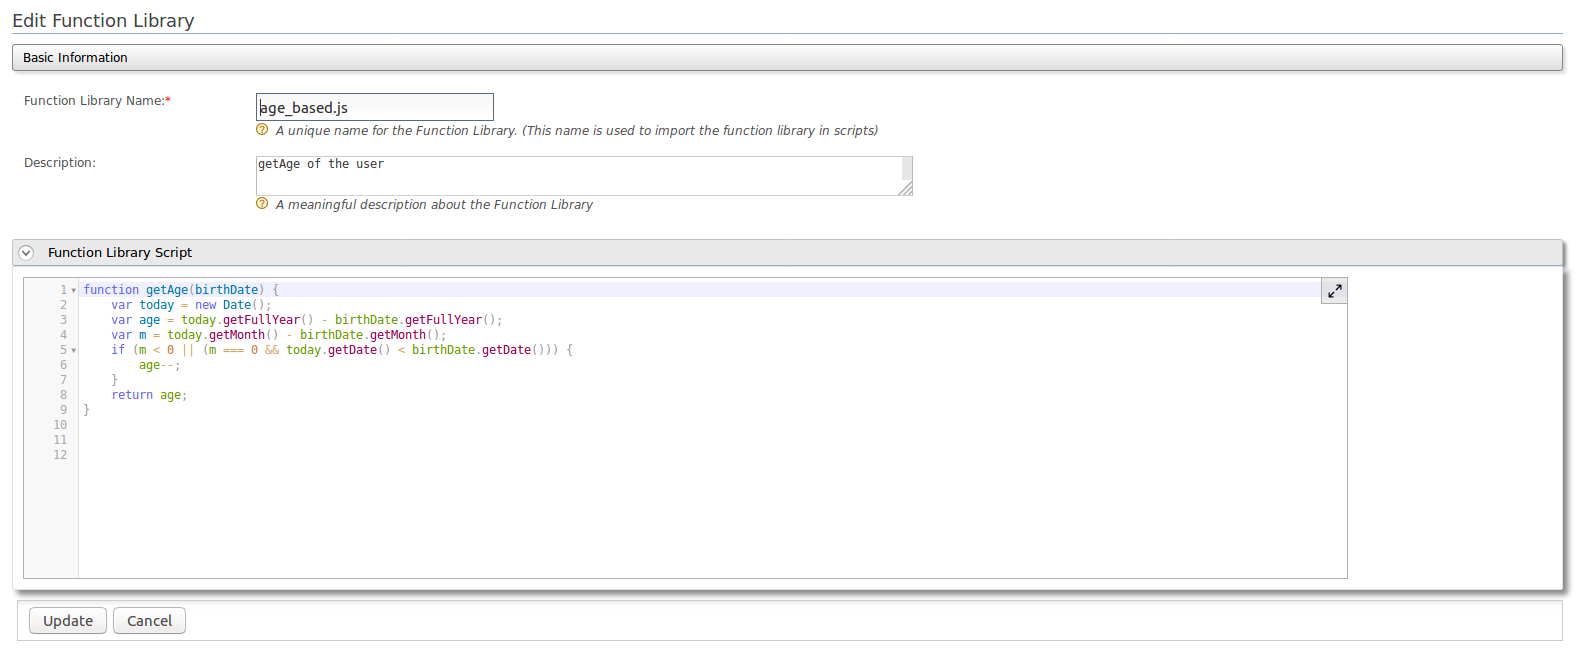 Edit Function Library
Basic Information
Function Library Name:*
age_based.js
A unique name for the Function Library. (This name is used to import the function library in scripts)
Description:
getAge of the user
A meaningful description about the Function Library
Function Library Script
1 function getAge(birthDate) {
2     var today = new Date();
3     var age = today.getFullYear() - birthDate.getFullYear();
4     var m = today.getMonth() - birthDate.getMonth();
5     if (m < 0 || (m === 0 && today.getDate() < birthDate.getDate())) {
6         age--;
7     }
8     return age;
9 }
10
11
12
Update Cancel